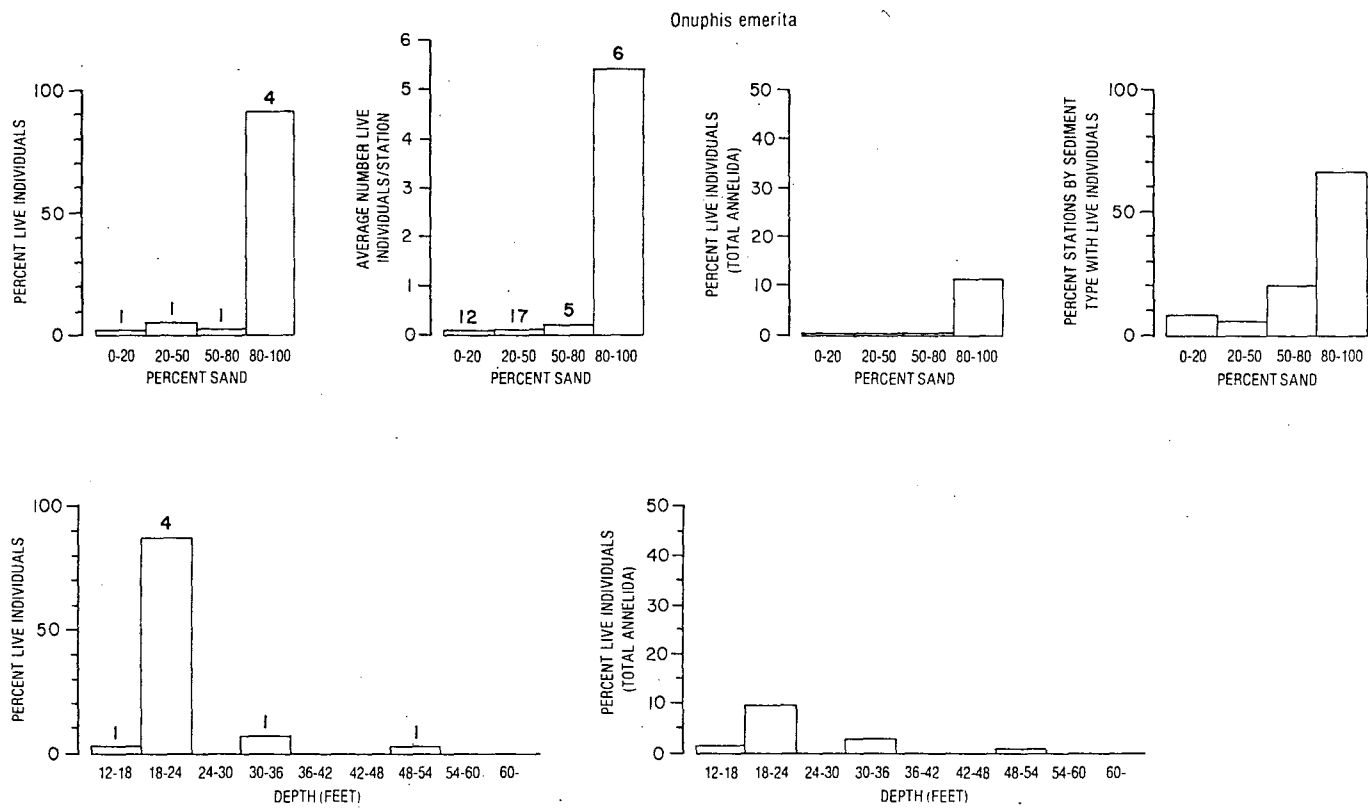 Onuphis emerita
PERCENT LIVE INDIVIDUALS
100
50
0
1
1
1
4
0-20 20-50 50-80 80-100
PERCENT SAND
AVERAGE NUMBER LIVE
INDIVIDUALS/STATION
6
5
4
3
2
1
0
12
17
5
6
0-20 20-50 50-80 80-100
PERCENT SAND
PERCENT LIVE INDIVIDUALS
(TOTAL ANNELIDA)
50
40
30
20
10
0
0-20 20-50 50-80 80-100
PERCENT SAND
PERCENT STATIONS BY SEDIMENT
TYPE WITH LIVE INDIVIDUALS
100
50
0
0-20 20-50 50-80 80-100
PERCENT SAND
PERCENT LIVE INDIVIDUALS
100
50
0
1
4
1
1
12-18 18-24 24-30 30-36 36-42 42-48 48-54 54-60 60-
DEPTH (FEET)
PERCENT LIVE INDIVIDUALS
(TOTAL ANNELIDA)
50
40
30
20
10
0
12-18 18-24 24-30 30-36 36-42 42-48 48-54 54-60 60-
DEPTH (FEET)